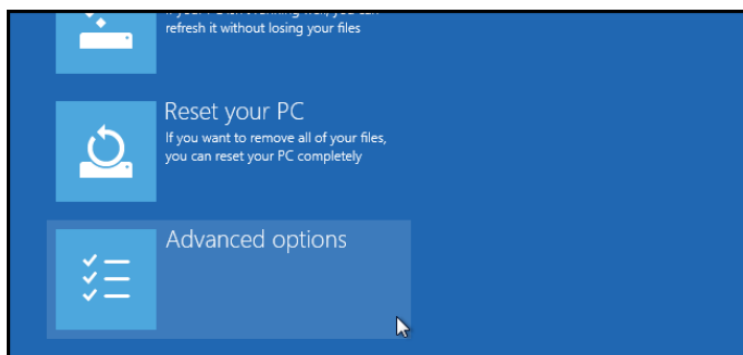 refresh it without losing your files
Reset your PC
If you want to remove all of your files,
you can reset your PC completely
Advanced options